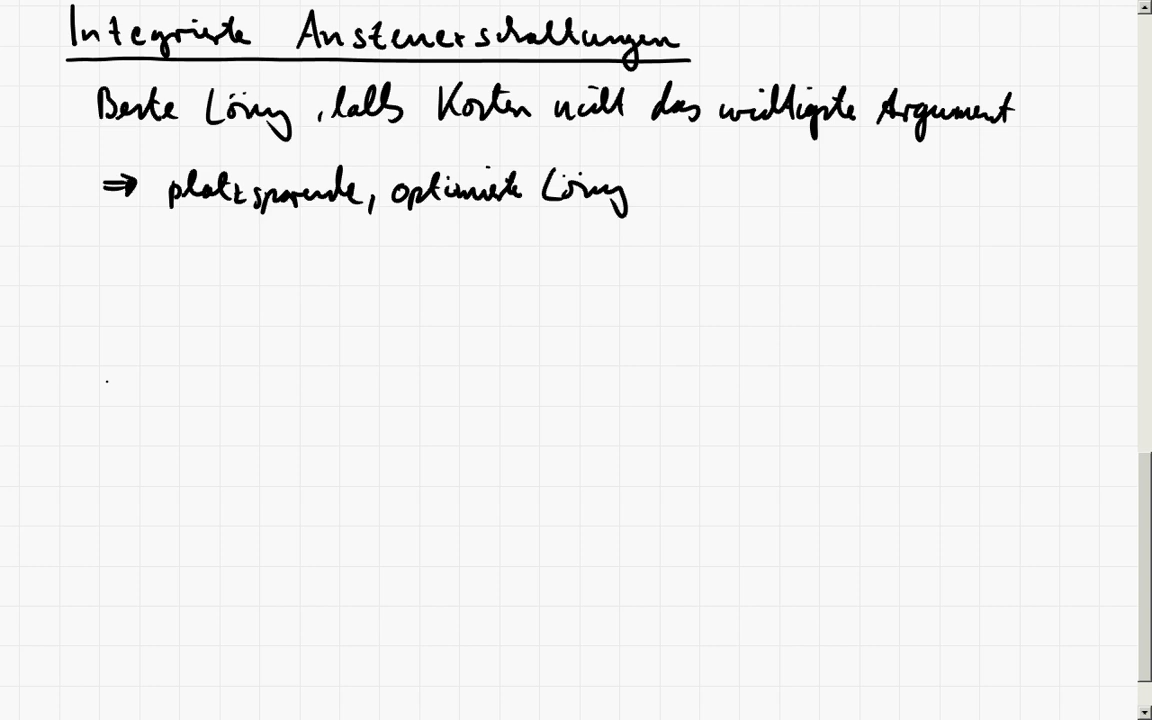 Integrierte Ansteuerschaltungen
Beste Lösung, falls Kosten nicht das wichtigste Argument
⇒ platzsparende, optimierte Lösung